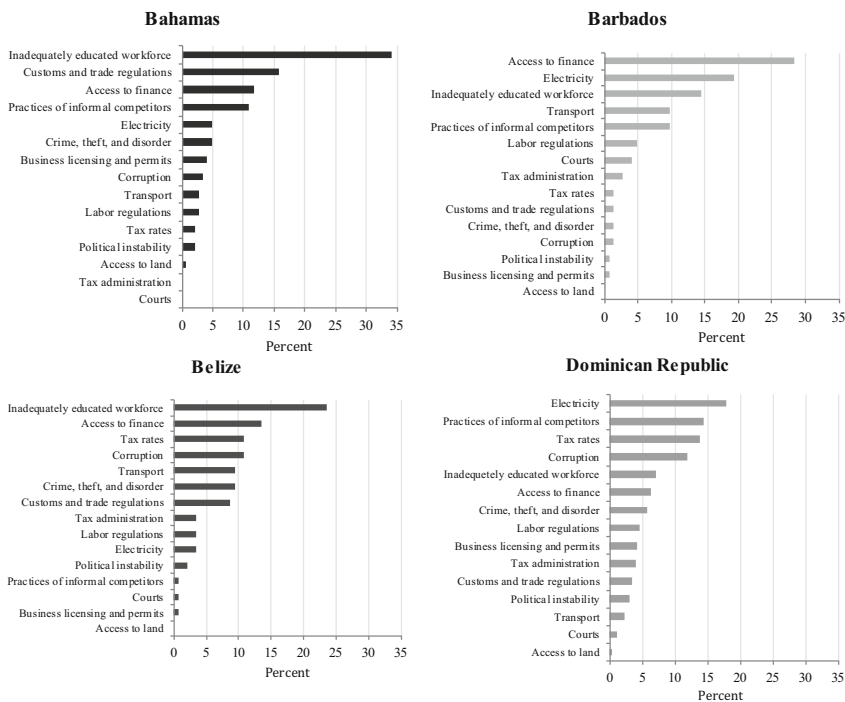 Bahamas
Inadequately educated workforce
Customs and trade regulations
Access to finance
Practices of informal competitors
Electricity
Crime, theft, and disorder
Business licensing and permits
Corruption
Transport
Labor regulations
Tax rates
Political instability
Access to land
Tax administration
Courts
0 5 10 15 20 25 30 35
Percent
Barbados
Access to finance
Electricity
Inadequately educated workforce
Transport
Practices of informal competitors
Labor regulations
Courts
Tax administration
Tax rates
Customs and trade regulations
Crime, theft, and disorder
Corruption
Political instability
Business licensing and permits
Access to land
0 5 10 15 20 25 30 35
Percent
Belize
Inadequately educated workforce
Access to finance
Tax rates
Corruption
Transport
Crime, theft, and disorder
Customs and trade regulations
Tax administration
Labor regulations
Electricity
Political instability
Practices of informal competitors
Courts
Business licensing and permits
Access to land
0 5 10 15 20 25 30 35
Percent
Dominican Republic
Electricity
Practices of informal competitors
Tax rates
Corruption
Inadequetely educated workforce
Access to finance
Crime, theft, and disorder
Labor regulations
Business licensing and permits
Tax administration
Customs and trade regulations
Political instability
Transport
Courts
Access to land
0 5 10 15 20 25 30 35
Percent